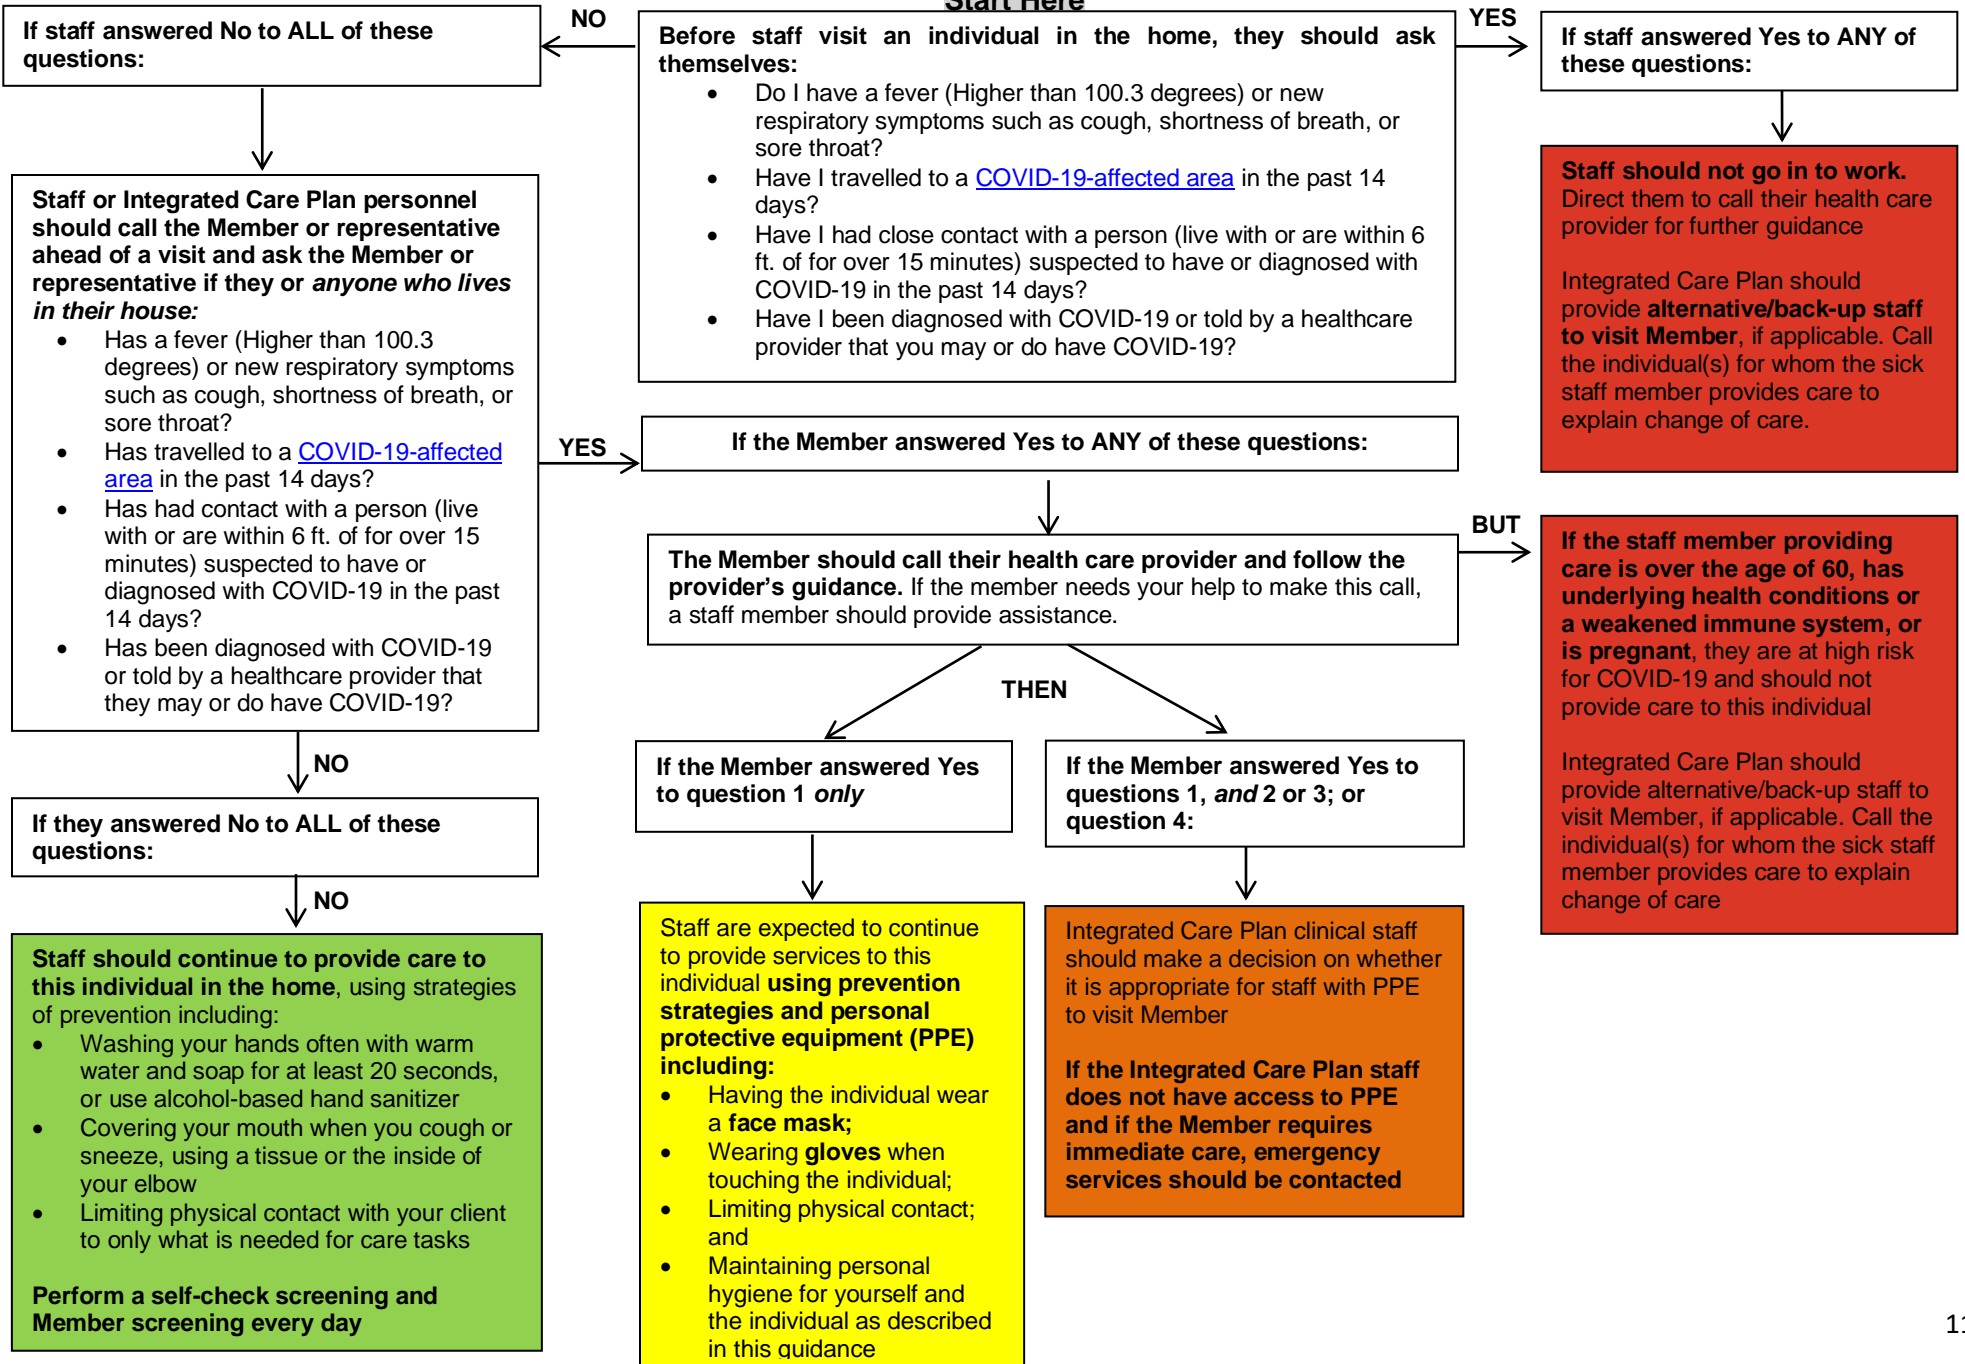 Start Here
Before staff visit an individual in the home, they should ask
themselves:
• Do I have a fever (Higher than 100.3 degrees) or new
respiratory symptoms such as cough, shortness of breath, or
sore throat?
• Have I travelled to a COVID-19-affected area in the past 14
days?
• Have I had close contact with a person (live with or are within 6
ft. of for over 15 minutes) suspected to have or diagnosed with
COVID-19 in the past 14 days?
• Have I been diagnosed with COVID-19 or told by a healthcare
provider that you may or do have COVID-19?
NO
If staff answered No to ALL of these
questions:
YES
If staff answered Yes to ANY of
these questions:
Staff should not go in to work.
Direct them to call their health care
provider for further guidance
Integrated Care Plan should
provide alternative/back-up staff
to visit Member, if applicable. Call
the individual(s) for whom the sick
staff member provides care to
explain change of care.
Staff or Integrated Care Plan personnel
should call the Member or representative
ahead of a visit and ask the Member or
representative if they or anyone who lives
in their house:
• Has a fever (Higher than 100.3
degrees) or new respiratory symptoms
such as cough, shortness of breath, or
sore throat?
• Has travelled to a COVID-19-affected
area in the past 14 days?
• Has had contact with a person (live
with or are within 6 ft. of for over 15
minutes) suspected to have or
diagnosed with COVID-19 in the past
14 days?
• Has been diagnosed with COVID-19
or told by a healthcare provider that
they may or do have COVID-19?
YES
If the Member answered Yes to ANY of these questions:
The Member should call their health care provider and follow the
provider’s guidance. If the member needs your help to make this call,
a staff member should provide assistance.
BUT
If the staff member providing
care is over the age of 60, has
underlying health conditions or
a weakened immune system, or
is pregnant, they are at high risk
for COVID-19 and should not
provide care to this individual
Integrated Care Plan should
provide alternative/back-up staff to
visit Member, if applicable. Call the
individual(s) for whom the sick staff
member provides care to explain
change of care
THEN
NO
If they answered No to ALL of these
questions:
NO
Staff should continue to provide care to
this individual in the home, using strategies
of prevention including:
• Washing your hands often with warm
water and soap for at least 20 seconds,
or use alcohol-based hand sanitizer
• Covering your mouth when you cough or
sneeze, using a tissue or the inside of
your elbow
• Limiting physical contact with your client
to only what is needed for care tasks
Perform a self-check screening and
Member screening every day
If the Member answered Yes
to question 1 only
Staff are expected to continue
to provide services to this
individual using prevention
strategies and personal
protective equipment (PPE)
including:
• Having the individual wear
a face mask;
• Wearing gloves when
touching the individual;
• Limiting physical contact;
and
• Maintaining personal
hygiene for yourself and
the individual as described
in this guidance
If the Member answered Yes to
questions 1, and 2 or 3; or
question 4:
Integrated Care Plan clinical staff
should make a decision on whether
it is appropriate for staff with PPE
to visit Member
If the Integrated Care Plan staff
does not have access to PPE
and if the Member requires
immediate care, emergency
services should be contacted
11